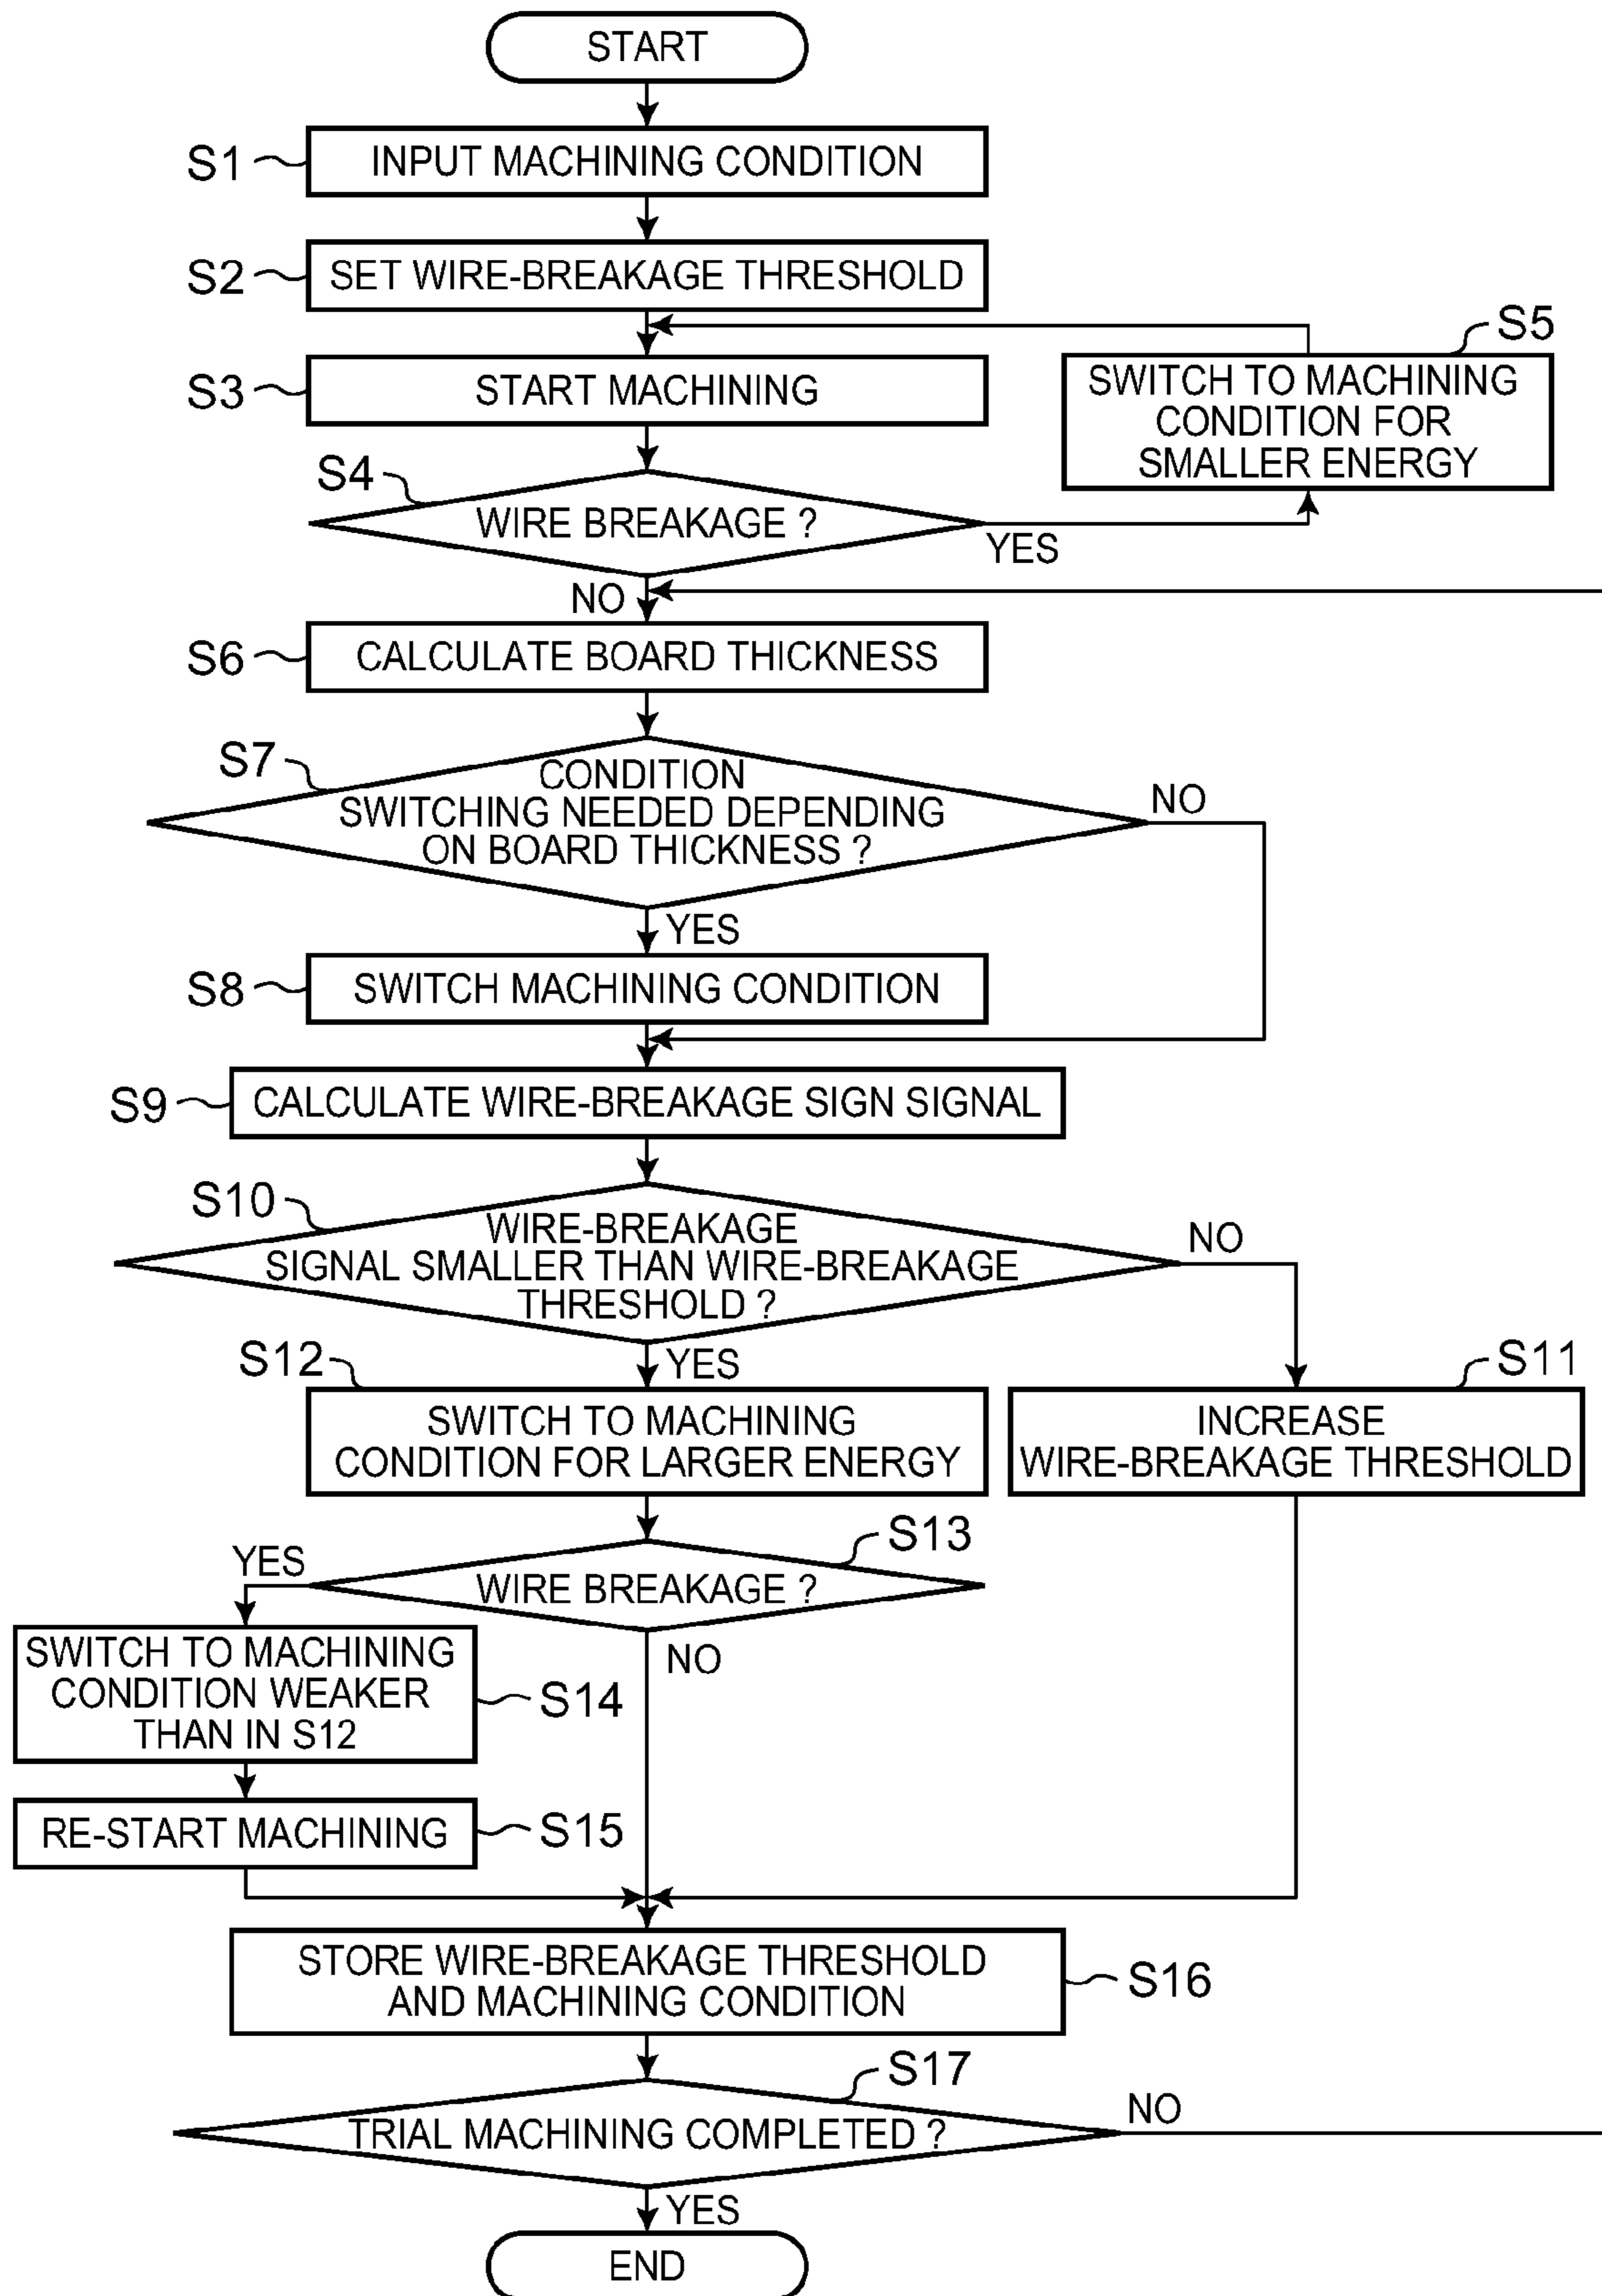 START
S1
INPUT MACHINING CONDITION
S2
SET WIRE-BREAKAGE THRESHOLD
S5
SWITCH TO MACHINING
CONDITION FOR
SMALLER ENERGY
S3
START MACHINING
S4
WIRE BREAKAGE ?
YES
NO
S6
CALCULATE BOARD THICKNESS
S7
CONDITION
SWITCHING NEEDED DEPENDING
ON BOARD THICKNESS ?
NO
YES
S8
SWITCH MACHINING CONDITION
S9
CALCULATE WIRE-BREAKAGE SIGN SIGNAL
S10
WIRE-BREAKAGE
SIGNAL SMALLER THAN WIRE-BREAKAGE
THRESHOLD ?
NO
YES
S12
SWITCH TO MACHINING
CONDITION FOR LARGER ENERGY
S11
INCREASE
WIRE-BREAKAGE THRESHOLD
S13
WIRE BREAKAGE ?
YES
NO
SWITCH TO MACHINING
CONDITION WEAKER
THAN IN S12
S14
RE-START MACHINING
S15
STORE WIRE-BREAKAGE THRESHOLD
AND MACHINING CONDITION
S16
S17
TRIAL MACHINING COMPLETED ?
NO
YES
END